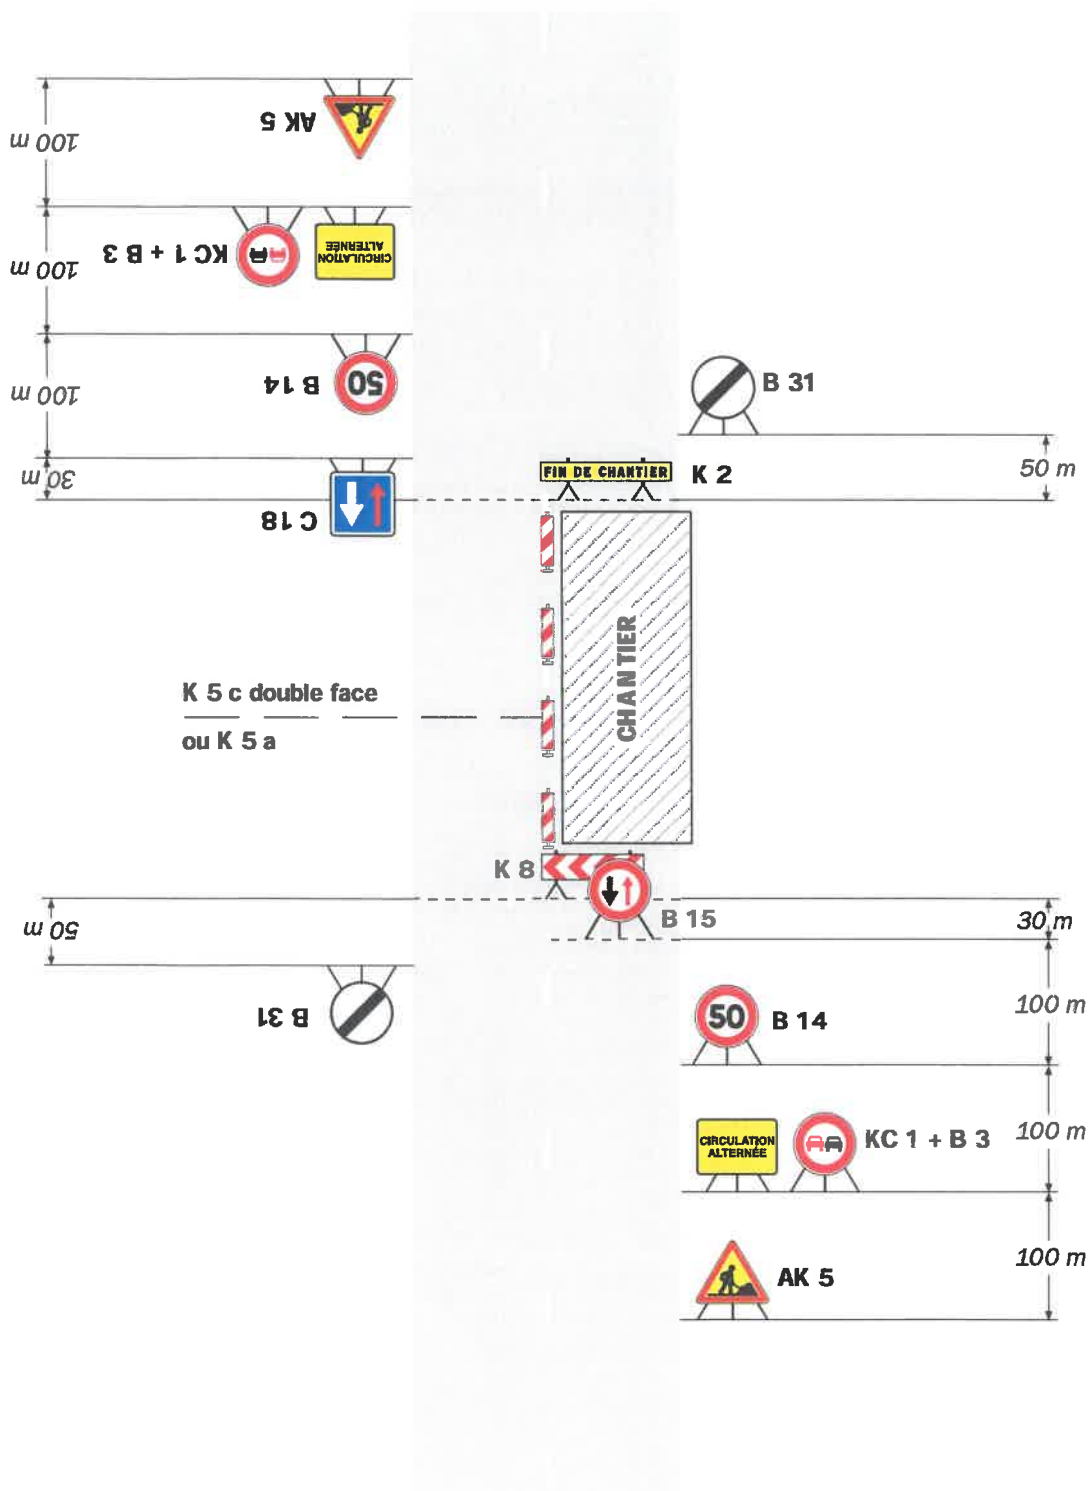 AK 5
100 m
KC 1 + B 3
CIRCULATION
ALTERNÉE
100 m
B 14
50
100 m
B 31
30 m
FIN DE CHANTIER
K 2
50 m
C 18
CHANTIER
K 5 c double face
ou K 5 a
K 8
B 15
50 m
30 m
B 31
50
B 14
100 m
CIRCULATION
ALTERNÉE
KC 1 + B 3
100 m
AK 5
100 m